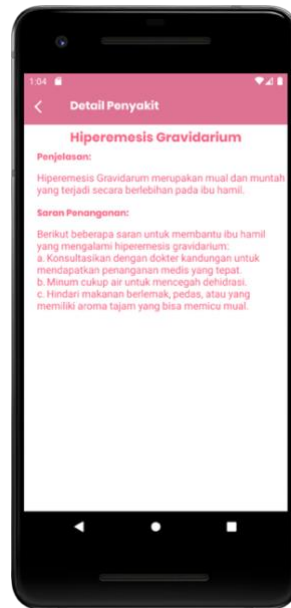 1:04
Detail Penyakit
Hiperemesis Gravidarium
Penjelasan:
Hiperemesis Gravidarum merupakan mual dan muntah
yang terjadi secara berlebihan pada ibu hamil.
Saran Penanganan:
Berikut beberapa saran untuk membantu ibu hamil
yang mengalami hiperemesis gravidarium:
a. Konsultasikan dengan dokter kandungan untuk
mendapatkan penanganan medis yang tepat.
b. Minum cukup air untuk mencegah dehidrasi.
c. Hindari makanan berlemak, pedas, atau yang
memiliki aroma tajam yang bisa memicu mual.